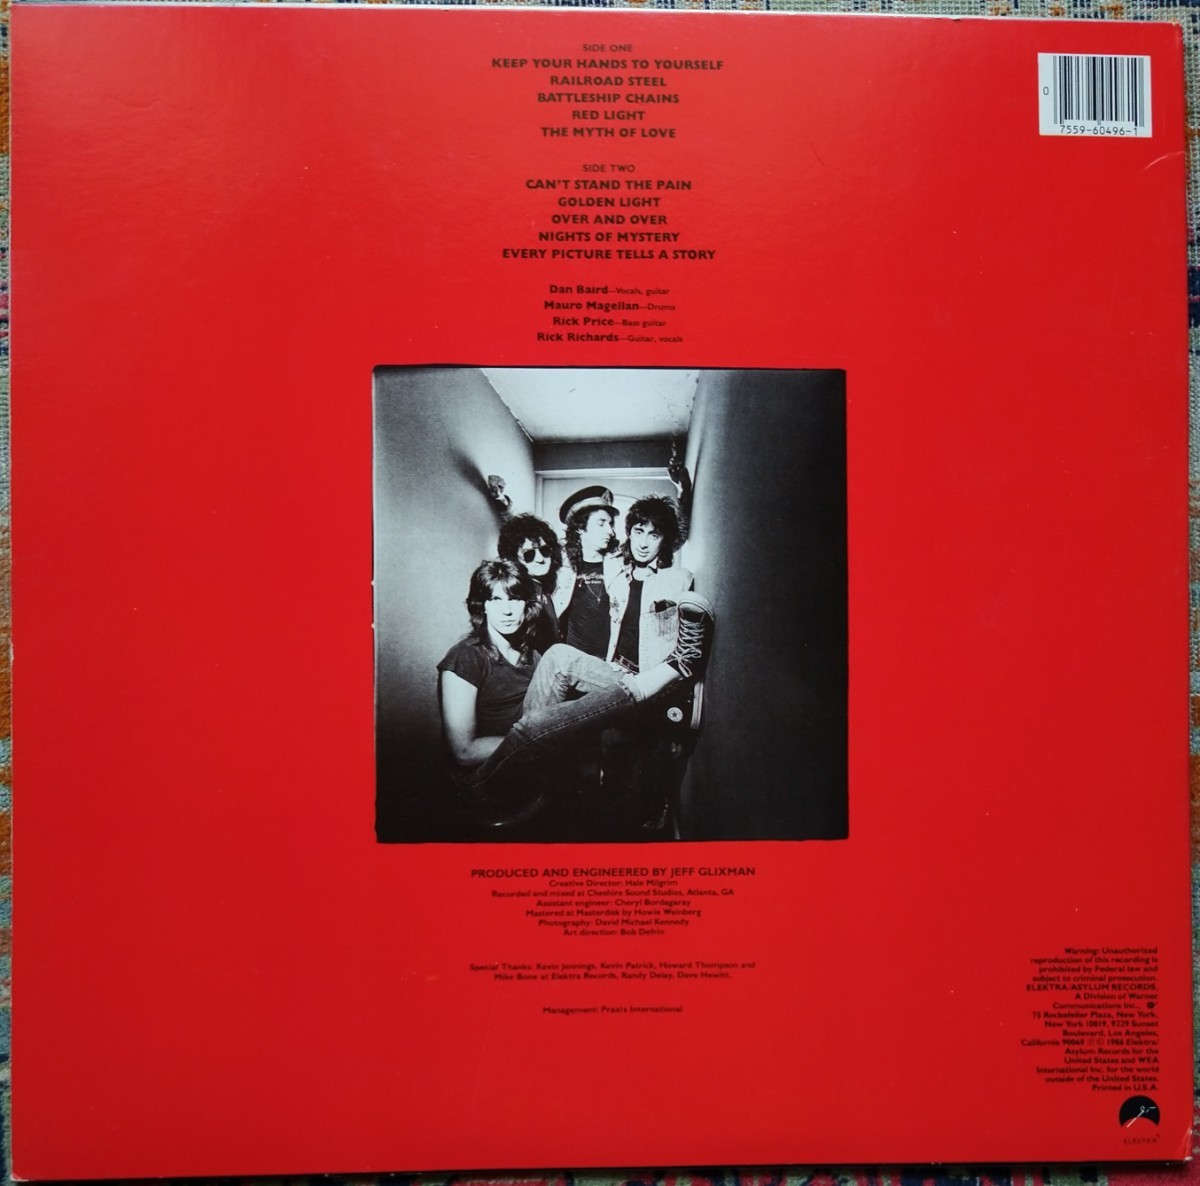 SIDE ONE
KEEP YOUR HANDS TO YOURSELF
RAILROAD STEEL
BATTLESHIP CHAINS
RED LIGHT
THE MYTH OF LOVE
SIDE TWO
CAN'T STAND THE PAIN
GOLDEN LIGHT
OVER AND OVER
NIGHTS OF MYSTERY
EVERY PICTURE TELLS A STORY
Dan Baird—Vocals, guitar
Mauro Magellan—Drums
Rick Price—Bass guitar
Rick Richards—Guitar, vocals
0
7559-60496-1
PRODUCED AND ENGINEERED BY JEFF GLIXMAN
Creative Director: Hale Milgrim
Recorded and mixed at Cheshire Sound Studios, Atlanta, GA
Assistant engineer: Cheryl Bordagaray
Mastered at Masterdisk by Howie Weinberg
Photography: David Michael Kennedy
Art direction: Bob Defrin
Special Thanks: Kevin Jennings, Kevin Patrick, Howard Thompson and
Mike Bone at Elektra Records, Randy Delay, Dave Hewitt.
Management: Praxis International
Warning: Unauthorized
reproduction of this recording is
prohibited by Federal law and
subject to criminal prosecution.
ELEKTRA/ASYLUM RECORDS,
A Division of Warner
Communications Inc.,
75 Rockefeller Plaza, New York,
New York 10019, 9229 Sunset
Boulevard, Los Angeles,
California 90069 ℗ © 1986 Elektra/
Asylum Records for the
United States and WEA
International Inc. for the world
outside of the United States.
Printed in U.S.A.
ELEKTRA